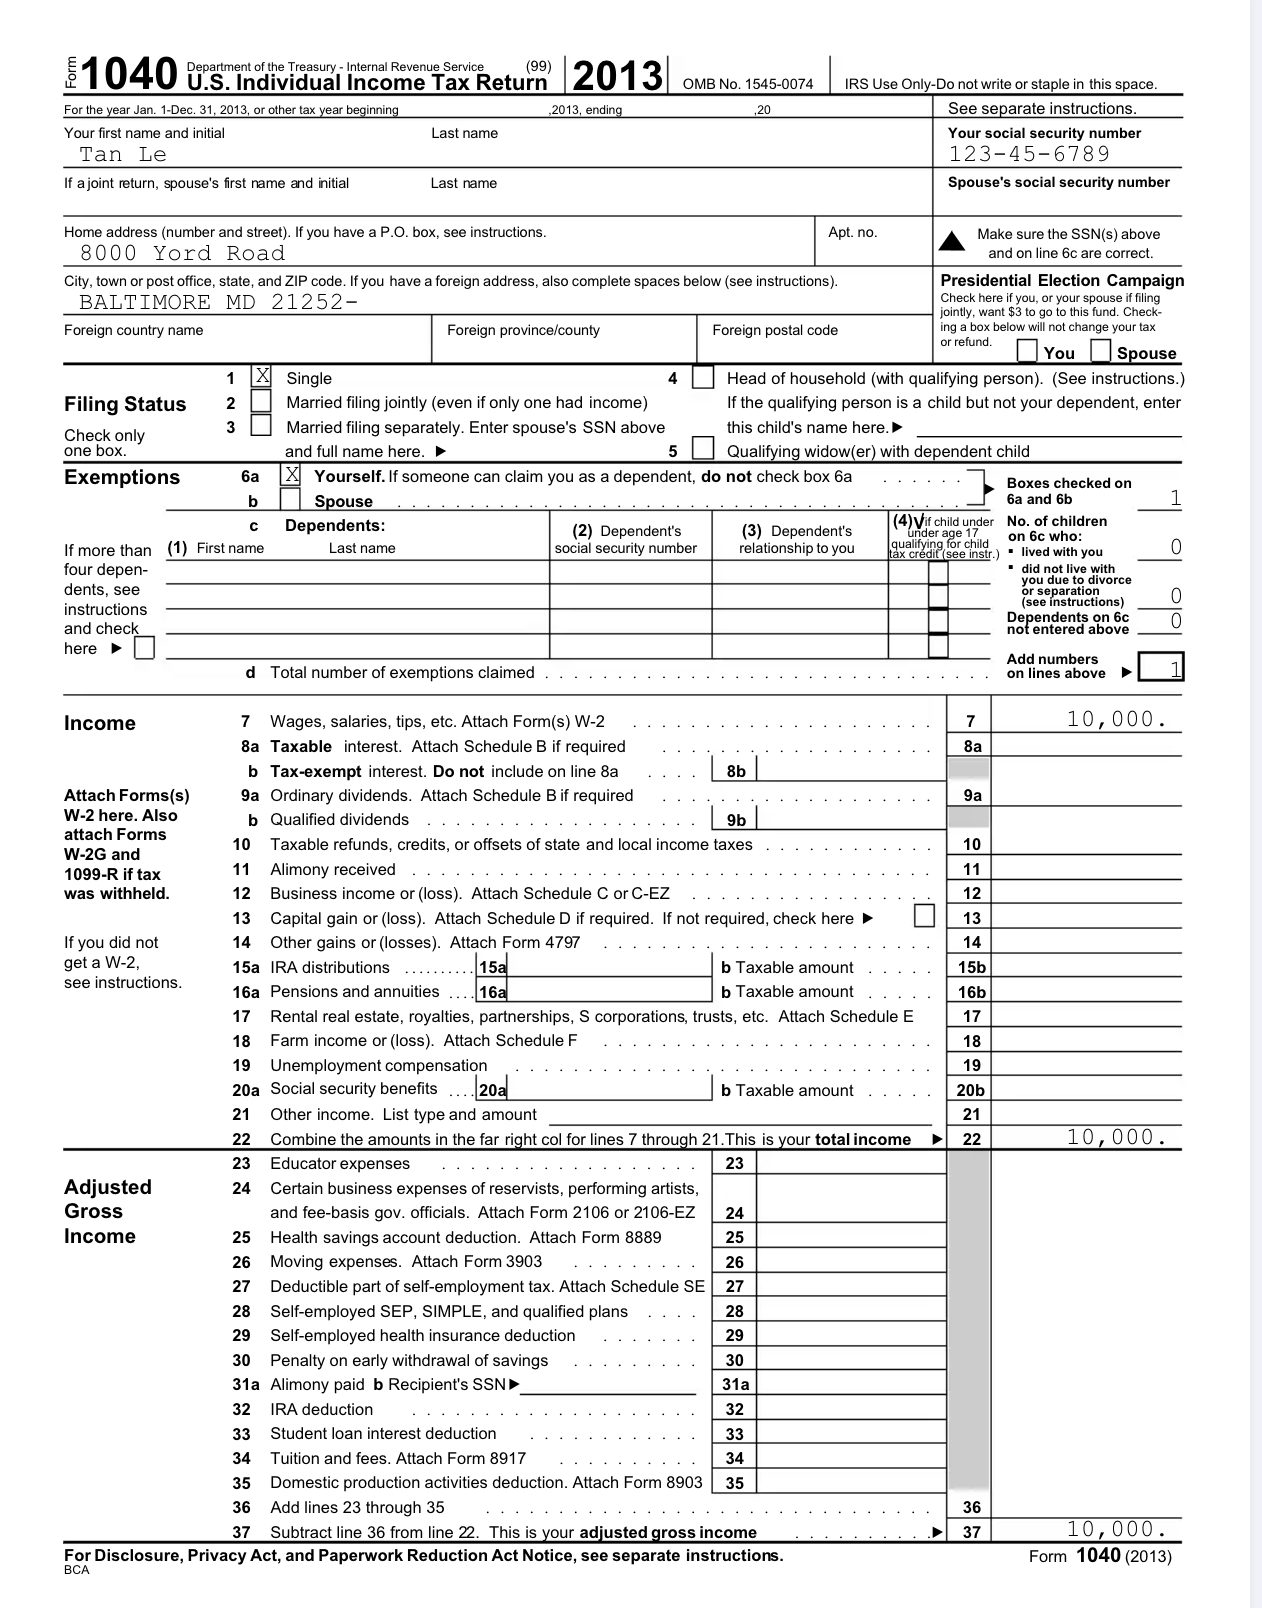 Form 1040 Department of the Treasury - Internal Revenue Service (99) U.S. Individual Income Tax Return 2013 OMB No. 1545-0074 IRS Use Only-Do not write or staple in this space.
For the year Jan. 1-Dec. 31, 2013, or other tax year beginning ,2013, ending ,20 See separate instructions.
Your first name and initial Last name Your social security number
Tan Le 123-45-6789
If a joint return, spouse's first name and initial Last name Spouse's social security number
Home address (number and street). If you have a P.O. box, see instructions. Apt. no.
8000 Yord Road
Make sure the SSN(s) above
and on line 6c are correct.
City, town or post office, state, and ZIP code. If you have a foreign address, also complete spaces below (see instructions).
BALTIMORE MD 21252-
Foreign country name Foreign province/county Foreign postal code
Presidential Election Campaign
Check here if you, or your spouse if filing
jointly, want $3 to go to this fund. Check-
ing a box below will not change your tax
or refund. You Spouse
Filing Status
Check only
one box.
1 X Single
2 Married filing jointly (even if only one had income)
3 Married filing separately. Enter spouse's SSN above
and full name here. ▶
4 Head of household (with qualifying person). (See instructions.)
If the qualifying person is a child but not your dependent, enter
this child's name here. ▶
5 Qualifying widow(er) with dependent child
Exemptions
6a X Yourself. If someone can claim you as a dependent, do not check box 6a . . . . . .
b Spouse . . . . . . . . . .
c Dependents:
(1) First name Last name
(2) Dependent's
social security number
(3) Dependent's
relationship to you
(4)√ if child under
under age 17
qualifying for child
tax credit (see instr.)
If more than
four depen-
dents, see
instructions
and check
here ▶
Boxes checked on
6a and 6b 1
No. of children
on 6c who:
▪ lived with you 0
▪ did not live with
you due to divorce
or separation
(see instructions) 0
Dependents on 6c
not entered above 0
d Total number of exemptions claimed . . . . . . . . . .
Add numbers
on lines above ▶ 1
Income
Attach Forms(s)
W-2 here. Also
attach Forms
W-2G and
1099-R if tax
was withheld.
If you did not
get a W-2,
see instructions.
7 Wages, salaries, tips, etc. Attach Form(s) W-2 . . . . . 7 10,000.
8a Taxable interest. Attach Schedule B if required . . . . . 8a
b Tax-exempt interest. Do not include on line 8a . . . . 8b
9a Ordinary dividends. Attach Schedule B if required . . . . . 9a
b Qualified dividends . . . . . 9b
10 Taxable refunds, credits, or offsets of state and local income taxes . . . . . 10
11 Alimony received . . . . . 11
12 Business income or (loss). Attach Schedule C or C-EZ . . . . . 12
13 Capital gain or (loss). Attach Schedule D if required. If not required, check here ▶ 13
14 Other gains or (losses). Attach Form 4797 . . . . . 14
15a IRA distributions .......... 15a b Taxable amount . . . . . 15b
16a Pensions and annuities .... 16a b Taxable amount . . . . . 16b
17 Rental real estate, royalties, partnerships, S corporations, trusts, etc. Attach Schedule E 17
18 Farm income or (loss). Attach Schedule F . . . . . 18
19 Unemployment compensation . . . . . 19
20a Social security benefits .... 20a b Taxable amount . . . . . 20b
21 Other income. List type and amount 21
22 Combine the amounts in the far right col for lines 7 through 21.This is your total income ▶ 22 10,000.
Adjusted
Gross
Income
23 Educator expenses . . . . . 23
24 Certain business expenses of reservists, performing artists,
and fee-basis gov. officials. Attach Form 2106 or 2106-EZ 24
25 Health savings account deduction. Attach Form 8889 25
26 Moving expenses. Attach Form 3903 . . . . . 26
27 Deductible part of self-employment tax. Attach Schedule SE 27
28 Self-employed SEP, SIMPLE, and qualified plans . . . . 28
29 Self-employed health insurance deduction . . . . . 29
30 Penalty on early withdrawal of savings . . . . . 30
31a Alimony paid b Recipient's SSN ▶ 31a
32 IRA deduction . . . . . 32
33 Student loan interest deduction . . . . . 33
34 Tuition and fees. Attach Form 8917 . . . . . 34
35 Domestic production activities deduction. Attach Form 8903 35
36 Add lines 23 through 35 . . . . . 36
37 Subtract line 36 from line 22. This is your adjusted gross income . . . . . ▶ 37 10,000.
For Disclosure, Privacy Act, and Paperwork Reduction Act Notice, see separate instructions. Form 1040 (2013)
BCA